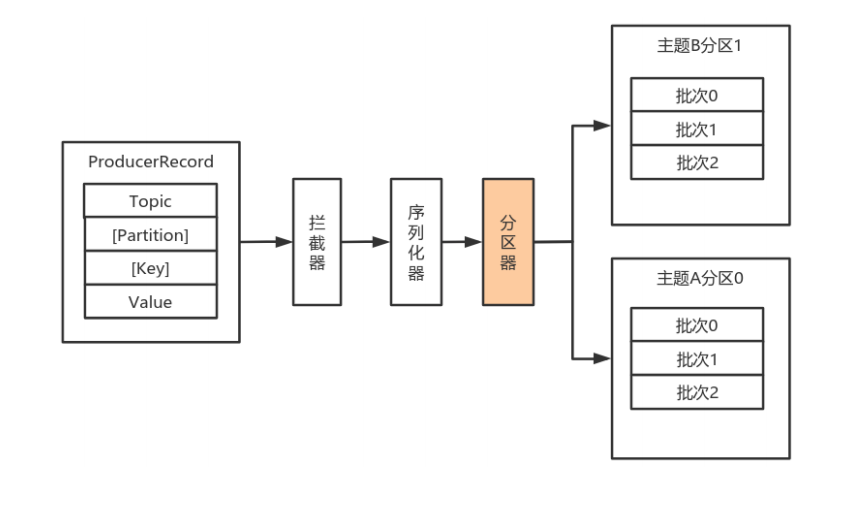 ProducerRecord
Topic
[Partition]
[Key]
Value
拦截器
序列化器
分区器
主题B分区1
批次0
批次1
批次2
主题A分区0
批次0
批次1
批次2